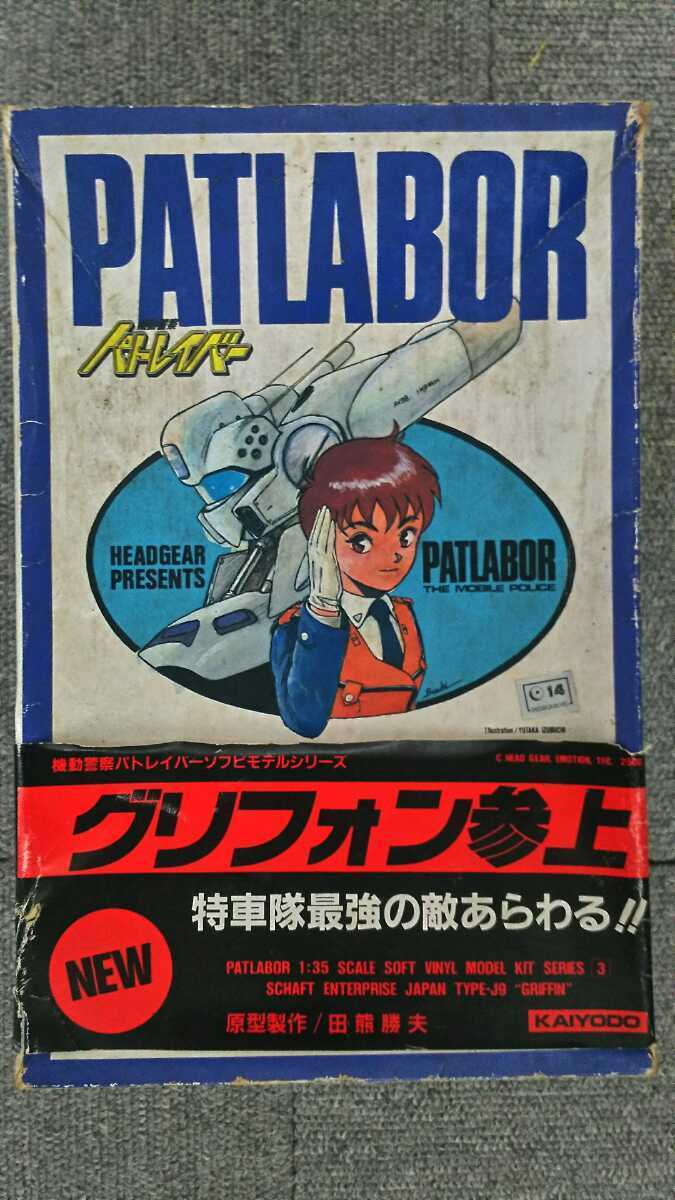 PATLABOR
機動警察
パトレイバー
HEADGEAR
PRESENTS
PATLABOR
THE MOBILE POLICE
14
Illustration / YUTAKA IZUBUCHI
機動警察パトレイバーソフビモデルシリーズ
© HEAD GEAR, EMOTION, TFC.
グリフォン参上
特車隊最強の敵あらわる!!
NEW
PATLABOR 1:35 SCALE SOFT VINYL MODEL KIT SERIES [3]
SCHAFT ENTERPRISE JAPAN TYPE-J9 "GRIFFIN"
原型製作/田熊勝夫
KAIYODO